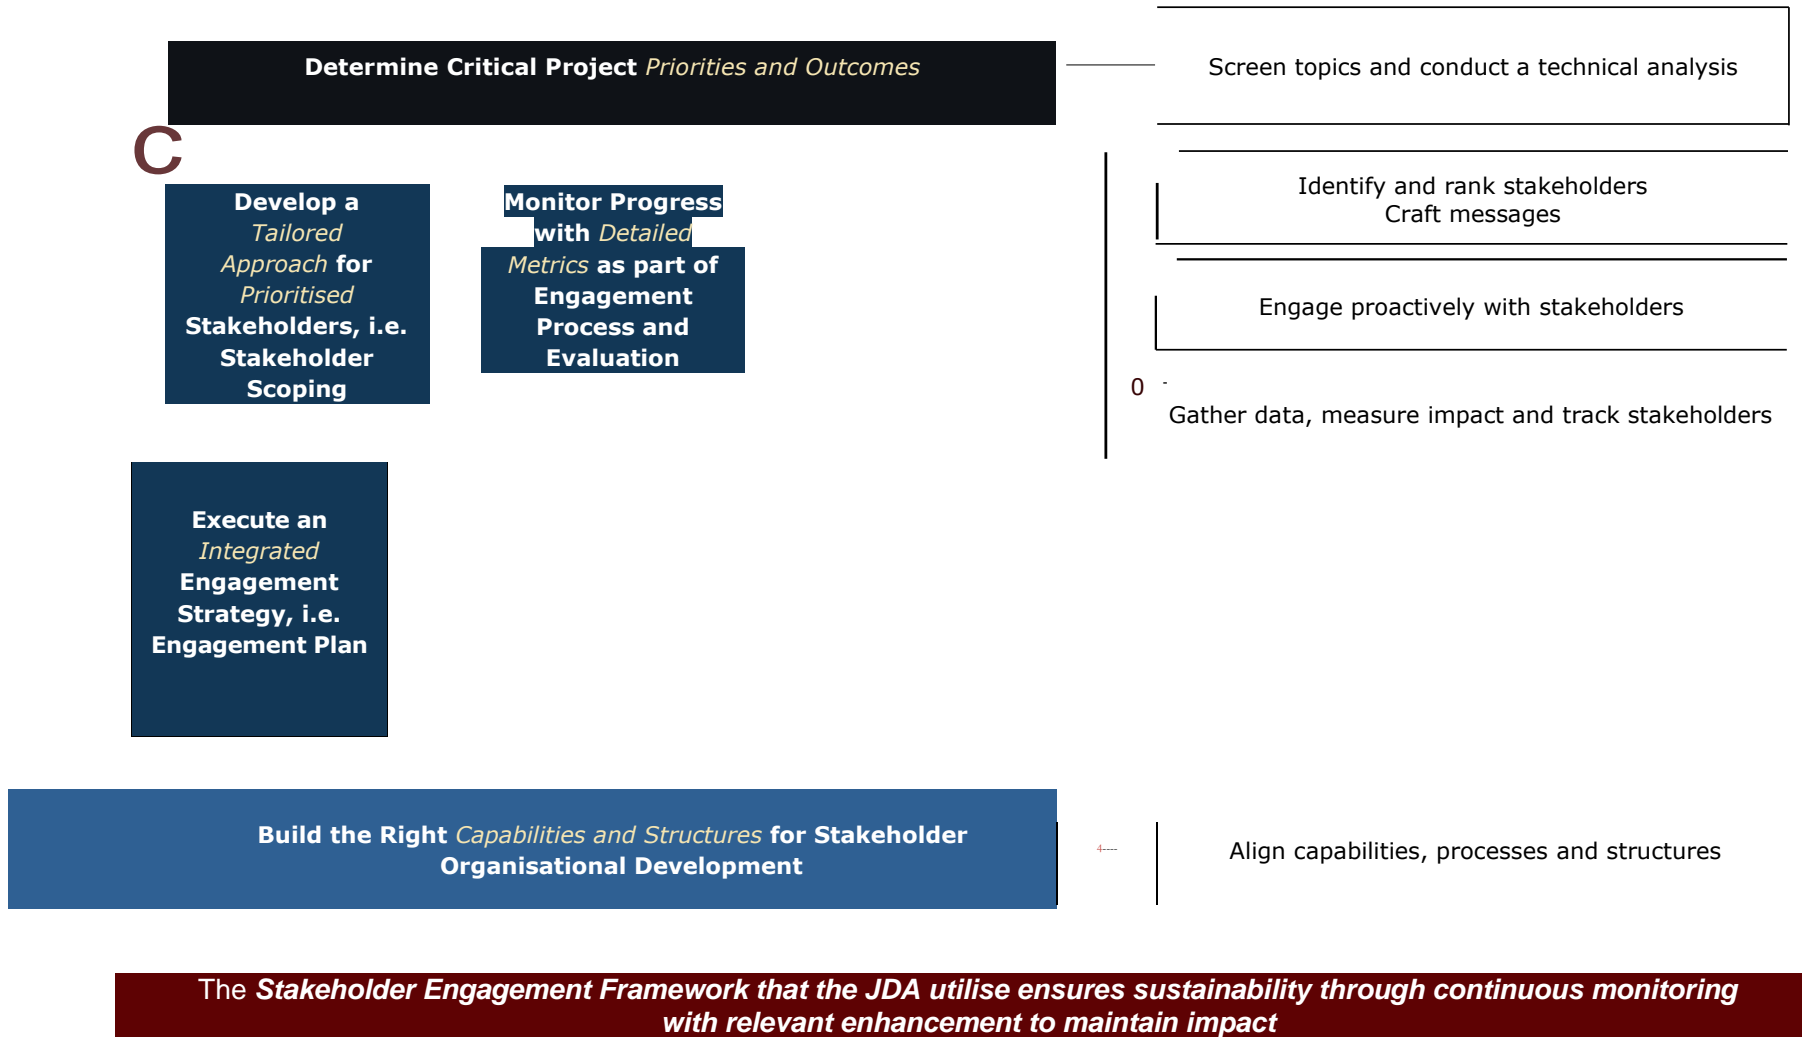 Determine Critical Project Priorities and Outcomes
Screen topics and conduct a technical analysis
C
Develop a
Tailored
Approach for
Prioritised
Stakeholders, i.e.
Stakeholder
Scoping
Monitor Progress
with Detailed
Metrics as part of
Engagement
Process and
Evaluation
Identify and rank stakeholders
Craft messages
Engage proactively with stakeholders
0 -
Gather data, measure impact and track stakeholders
Execute an
Integrated
Engagement
Strategy, i.e.
Engagement Plan
Build the Right Capabilities and Structures for Stakeholder
Organisational Development
4----
Align capabilities, processes and structures
The Stakeholder Engagement Framework that the JDA utilise ensures sustainability through continuous monitoring
with relevant enhancement to maintain impact